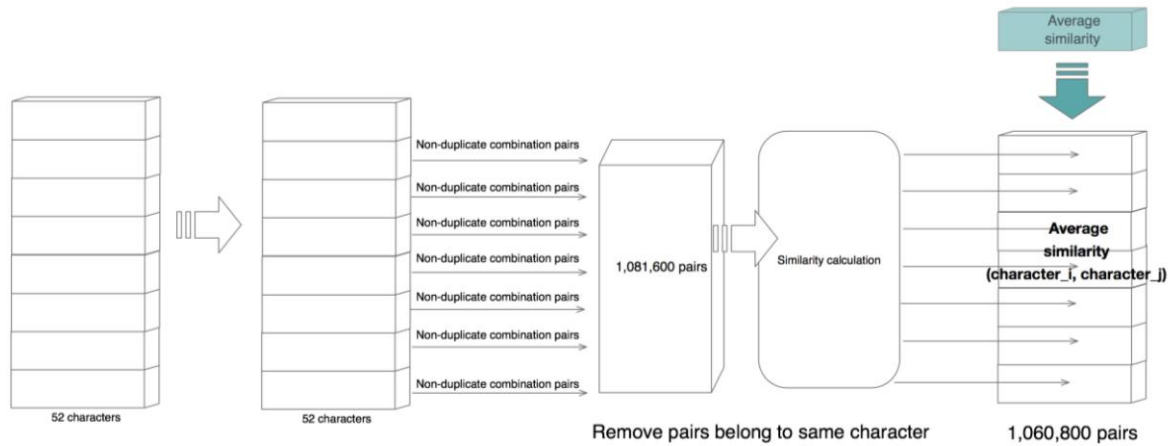 Average
similarity
Non-duplicate combination pairs
Non-duplicate combination pairs
Non-duplicate combination pairs
Non-duplicate combination pairs
Non-duplicate combination pairs
Non-duplicate combination pairs
Non-duplicate combination pairs
1,081,600 pairs
Similarity calculation
Average
similarity
(character_i, character_j)
52 characters
52 characters
Remove pairs belong to same character
1,060,800 pairs